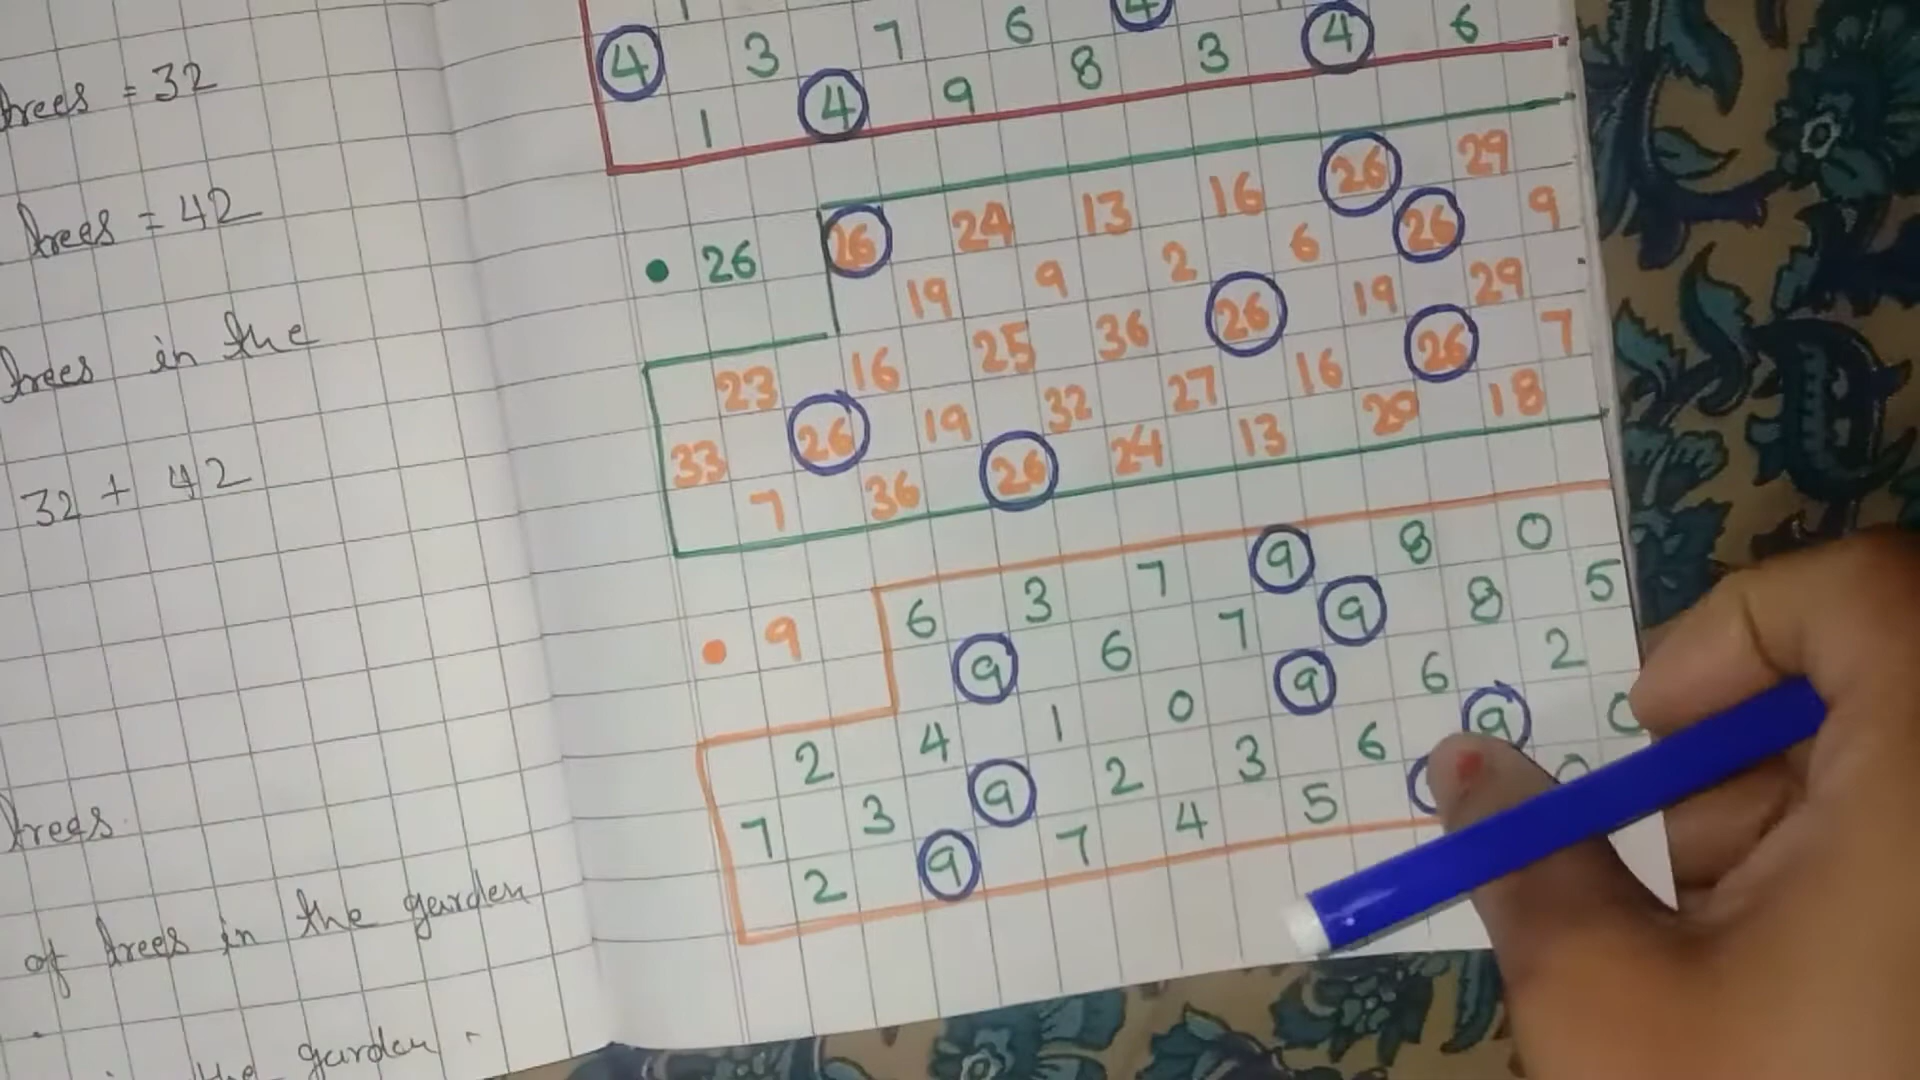 trees = 32
trees = 42
trees in the
32 + 42
trees.
of trees in the garden
the garden.
4 3 7 6 4 3 4 6
1 4 9 8
• 26
26 24 13 16 26 29
19 9 2 6 26 9
23 16 25 36 26 19 29
33 26 19 32 27 16 26 7
7 36 26 24 13 20 18
• 9
6 3 7 9 8 0
9 6 7 9 8 5
2 4 1 0 9 6 2
7 3 9 2 3 6 9 0
2 9 7 4 5